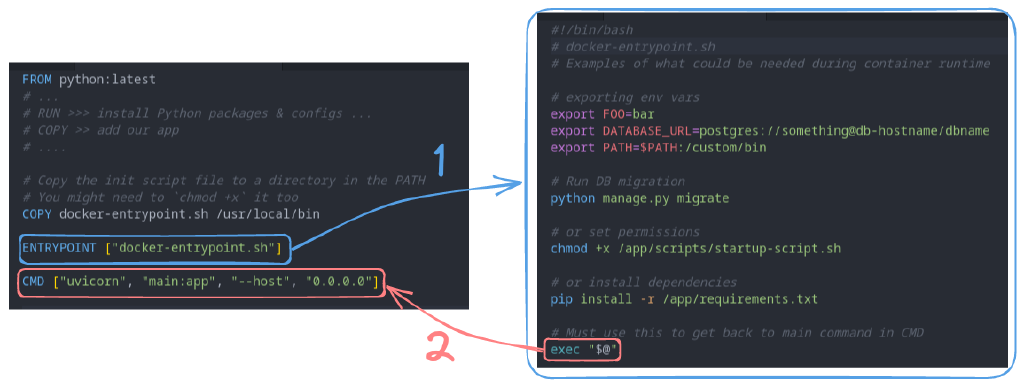 FROM python:latest
# ...
# RUN >>> install Python packages & configs ...
# COPY >> add our app
# ....
# Copy the init script file to a directory in the PATH
# You might need to `chmod +x` it too
COPY docker-entrypoint.sh /usr/local/bin
ENTRYPOINT ["docker-entrypoint.sh"]
CMD ["uvicorn", "main:app", "--host", "0.0.0.0"]
1
2
#!/bin/bash
# docker-entrypoint.sh
# Examples of what could be needed during container runtime
# exporting env vars
export FOO=bar
export DATABASE_URL=postgres://something@db-hostname/dbname
export PATH=$PATH:/custom/bin
# Run DB migration
python manage.py migrate
# or set permissions
chmod +x /app/scripts/startup-script.sh
# or install dependencies
pip install -r /app/requirements.txt
# Must use this to get back to main command in CMD
exec "$@"